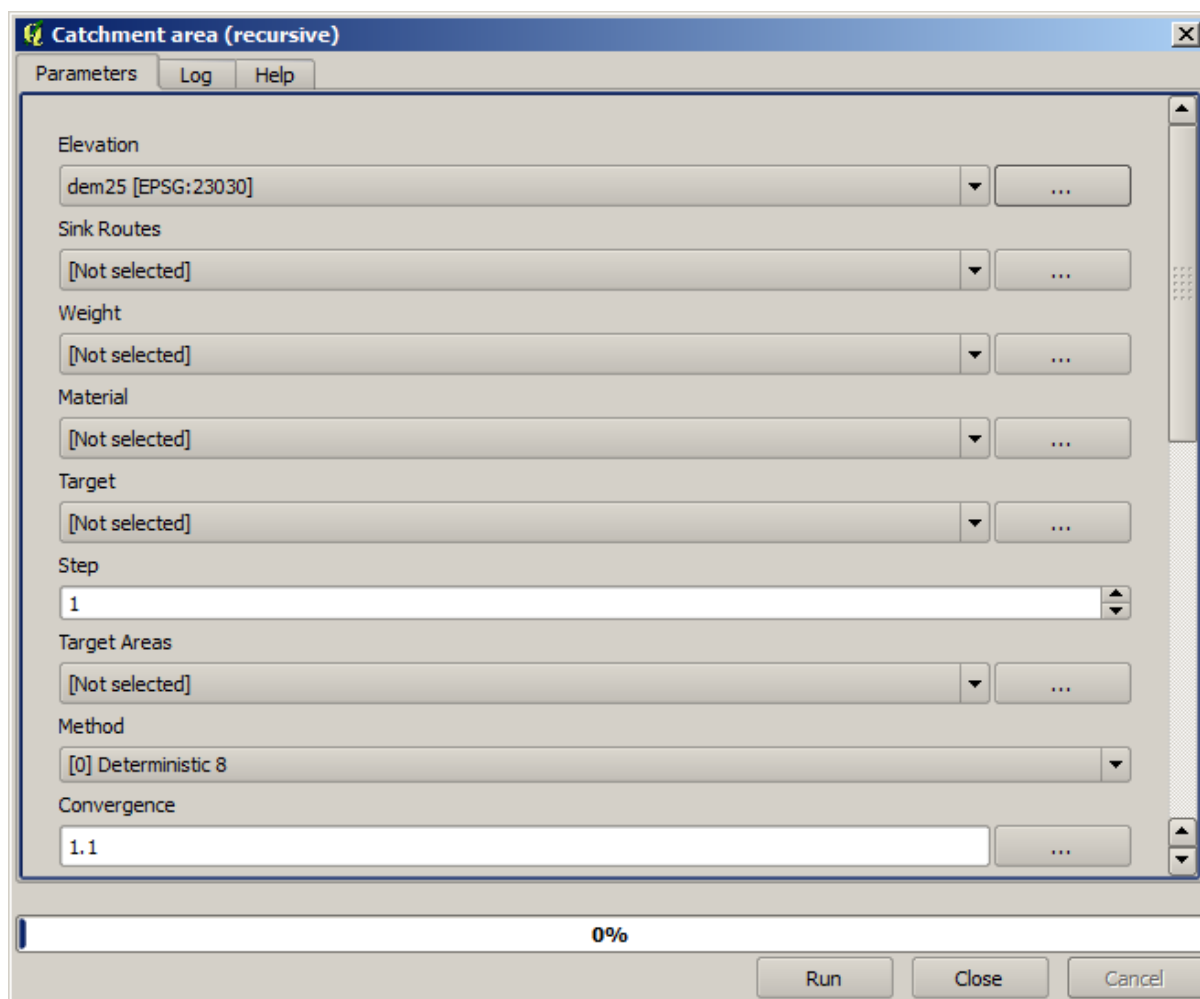 Catchment area (recursive)
Parameters Log Help
Elevation
dem25 [EPSG:23030] ...
Sink Routes
[Not selected] ...
Weight
[Not selected] ...
Material
[Not selected] ...
Target
[Not selected] ...
Step
1
Target Areas
[Not selected] ...
Method
[0] Deterministic 8
Convergence
1.1 ...
0%
Run Close Cancel